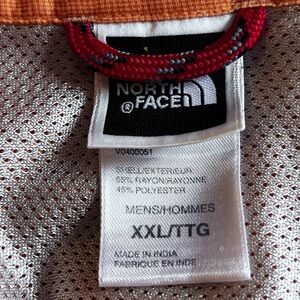 NORTH
® FACE
V0400051
SHELL/EXTERIEUR:
55% RAYON/RAYONNE
45% POLYESTER
MENS/HOMMES
XXL/TTG
MADE IN INDIA
FABRIQUE EN INDE